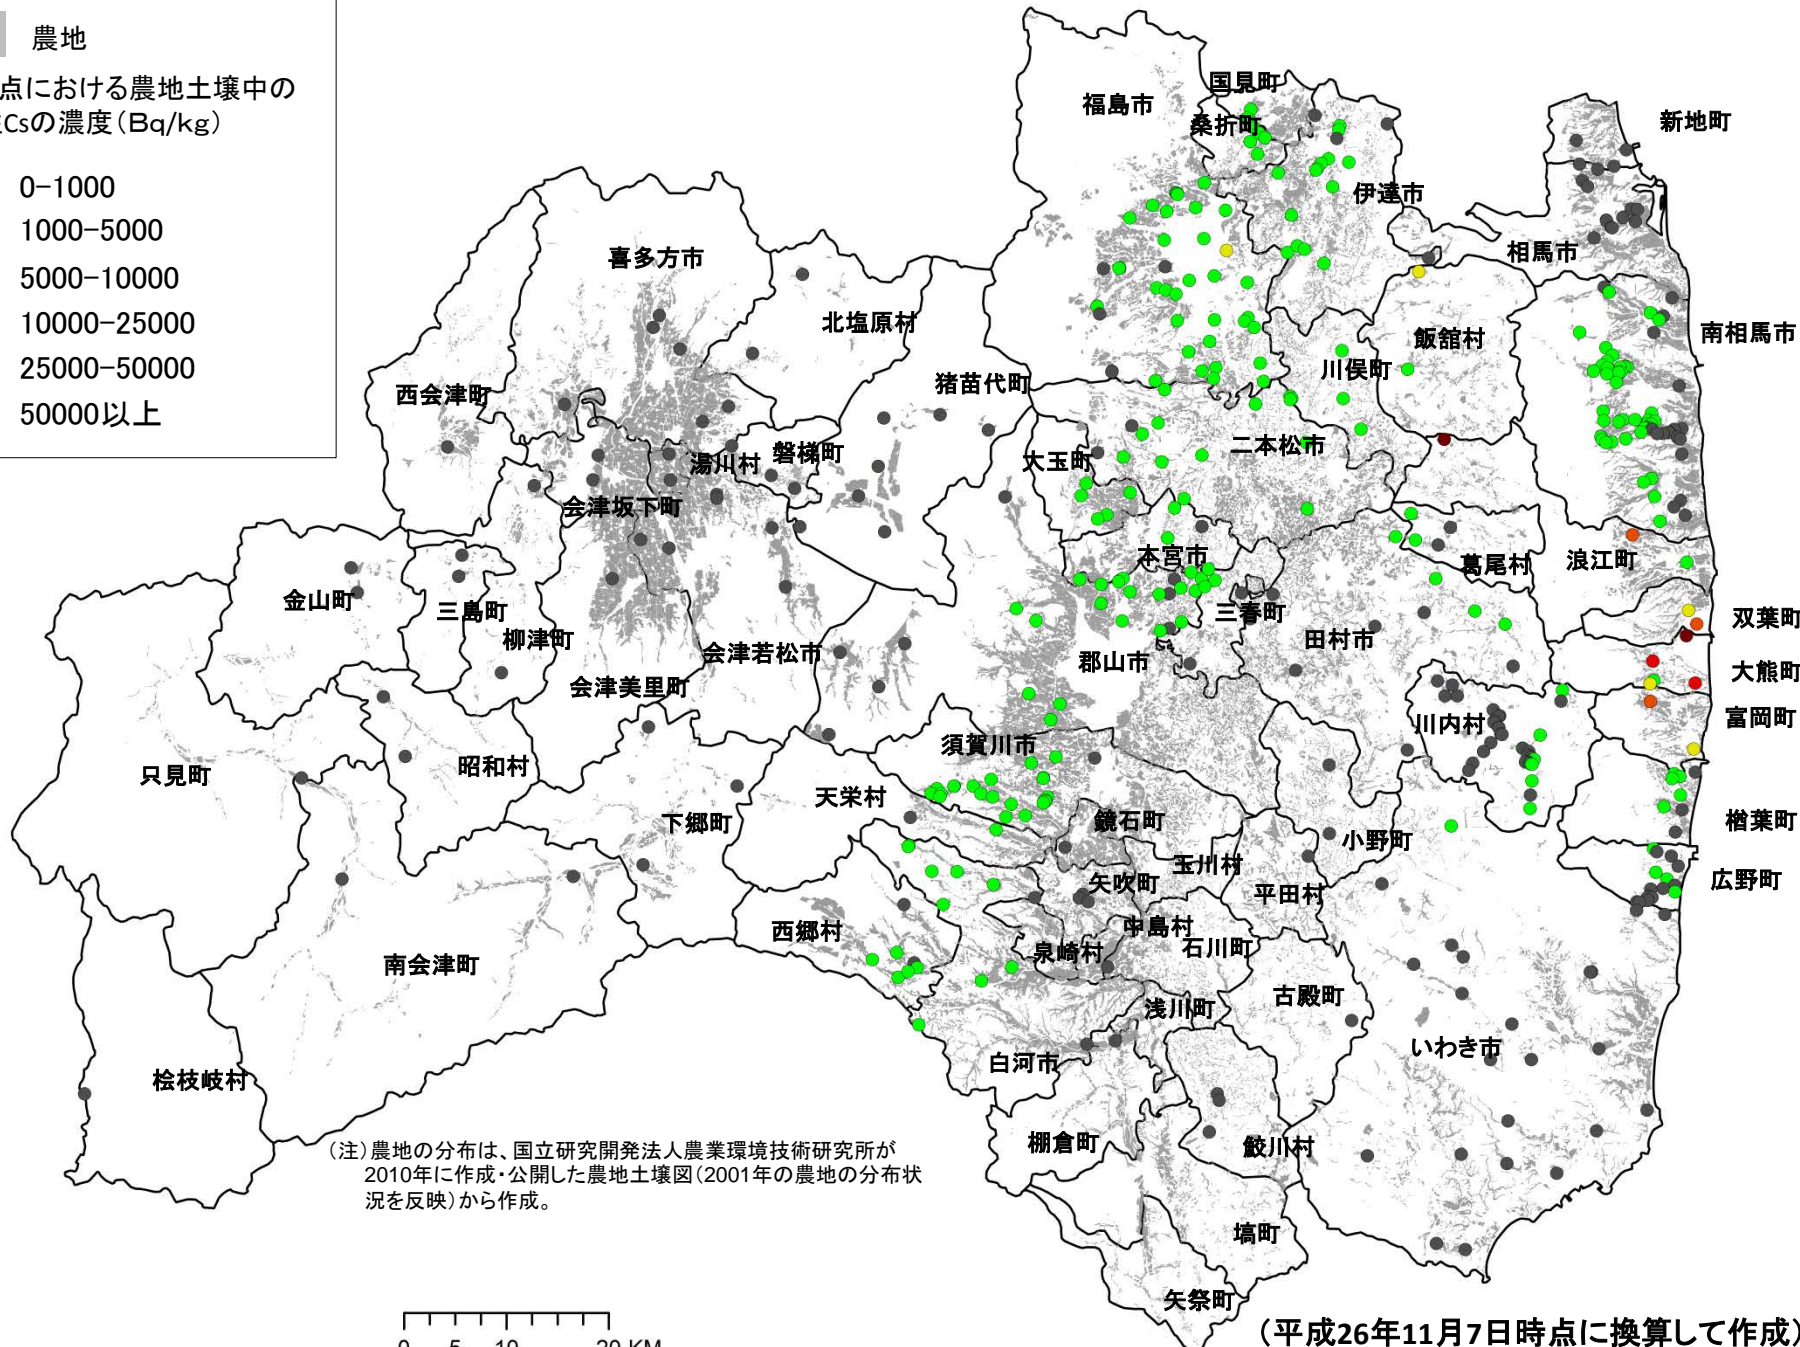 農地
点における農地土壌中の
Csの濃度（Bq/kg）
0-1000
1000-5000
5000-10000
10000-25000
25000-50000
50000以上
福島市
国見町
桑折町
新地町
伊達市
相馬市
喜多方市
北塩原村
南相馬市
飯舘村
川俣町
西会津町
猪苗代町
二本松市
磐梯町
湯川村
大玉町
会津坂下町
本宮市
葛尾村
浪江町
金山町
三島町
柳津町
三春町
田村市
双葉町
会津若松市
郡山市
大熊町
会津美里町
川内村
富岡町
須賀川市
只見町
昭和村
天栄村
下郷町
鏡石町
楢葉町
小野町
玉川村
矢吹町
平田村
広野町
西郷村
中島村
泉崎村
石川町
南会津町
古殿町
浅川町
いわき市
白河市
桧枝岐村
棚倉町
鮫川村
（注）農地の分布は、国立研究開発法人農業環境技術研究所が
2010年に作成・公開した農地土壌図（2001年の農地の分布状
況を反映）から作成。
塙町
矢祭町
0 5 10 20 KM
（平成26年11月7日時点に換算して作成）